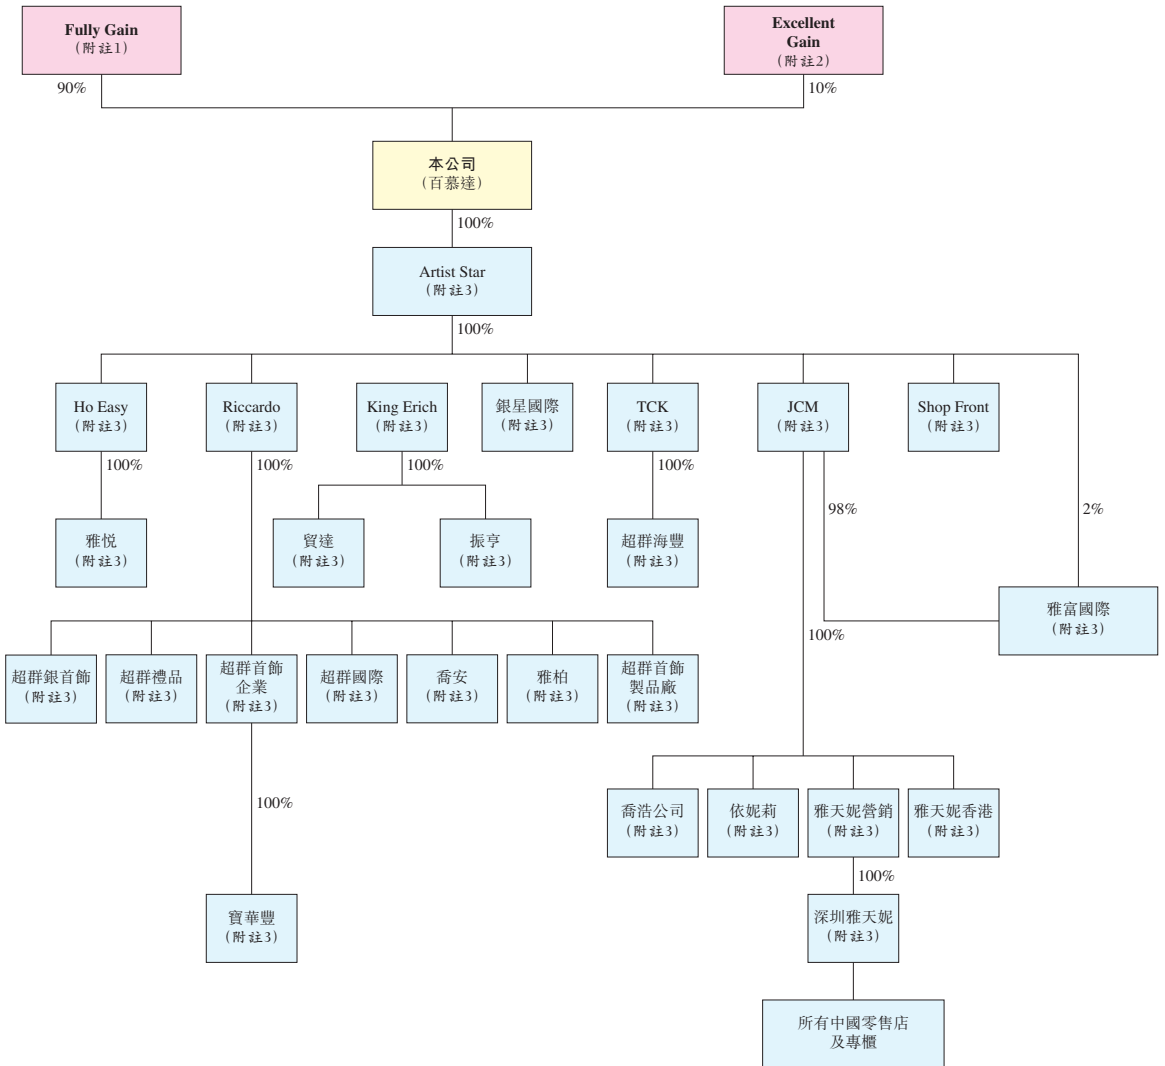 Fully Gain
(附註1)
Excellent
Gain
(附註2)
90%
10%
本公司
(百慕達)
100%
Artist Star
(附註3)
100%
Ho Easy
(附註3)
Riccardo
(附註3)
King Erich
(附註3)
銀星國際
(附註3)
TCK
(附註3)
JCM
(附註3)
Shop Front
(附註3)
100%
100%
100%
100%
98%
2%
雅悦
(附註3)
貿達
(附註3)
振亨
(附註3)
超群海豐
(附註3)
雅富國際
(附註3)
100%
超群銀首飾
(附註3)
超群禮品
(附註3)
超群首飾
企業
(附註3)
超群國際
(附註3)
喬安
(附註3)
雅柏
(附註3)
超群首飾
製品廠
(附註3)
100%
喬浩公司
(附註3)
依妮莉
(附註3)
雅天妮營銷
(附註3)
雅天妮香港
(附註3)
100%
寶華豐
(附註3)
深圳雅天妮
(附註3)
所有中國零售店
及專櫃